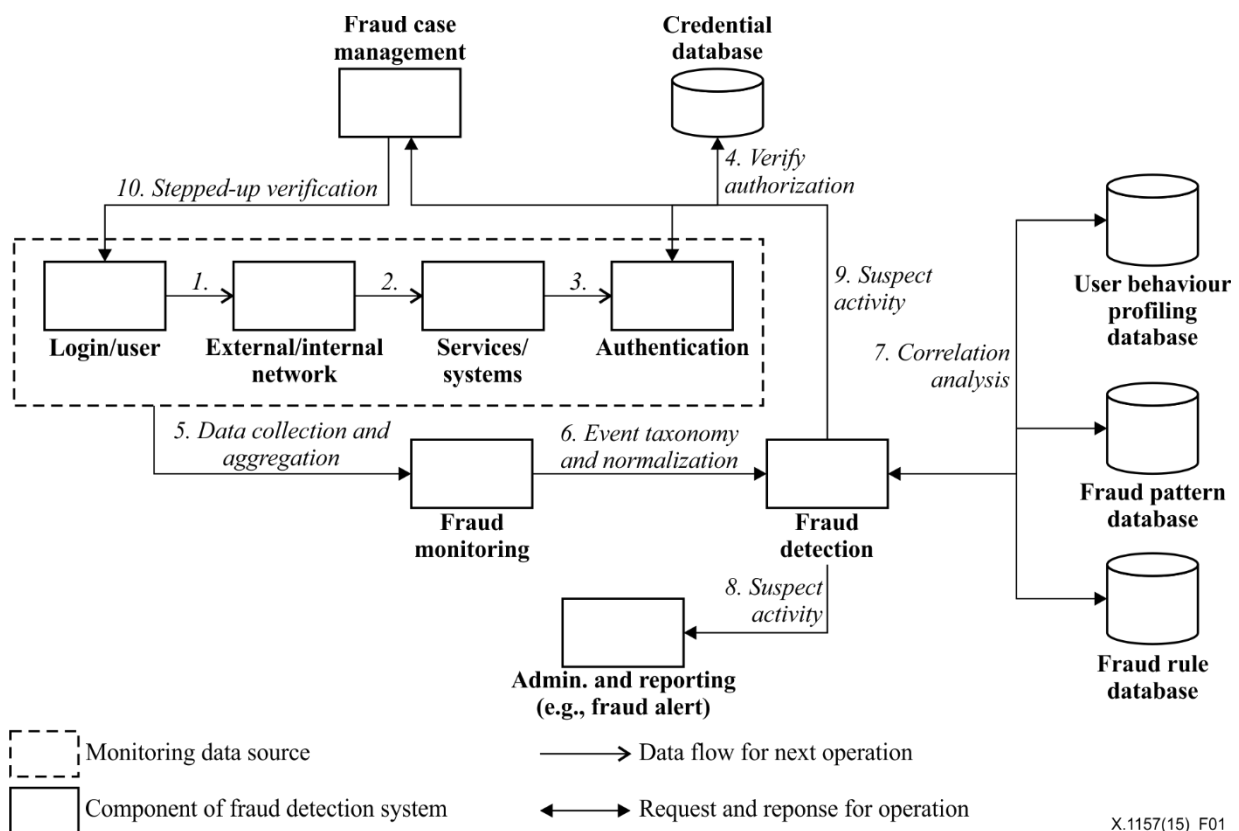 Fraud case
management
Credential
database
4. Verify
authorization
10. Stepped-up verification
1.
2.
3.
Login/user
External/internal
network
Services/
systems
Authentication
9. Suspect
activity
7. Correlation
analysis
User behaviour
profiling
database
5. Data collection and
aggregation
6. Event taxonomy
and normalization
Fraud
monitoring
Fraud
detection
Fraud pattern
database
8. Suspect
activity
Admin. and reporting
(e.g., fraud alert)
Fraud rule
database
Monitoring data source
Data flow for next operation
Component of fraud detection system
Request and reponse for operation
X.1157(15)_F01